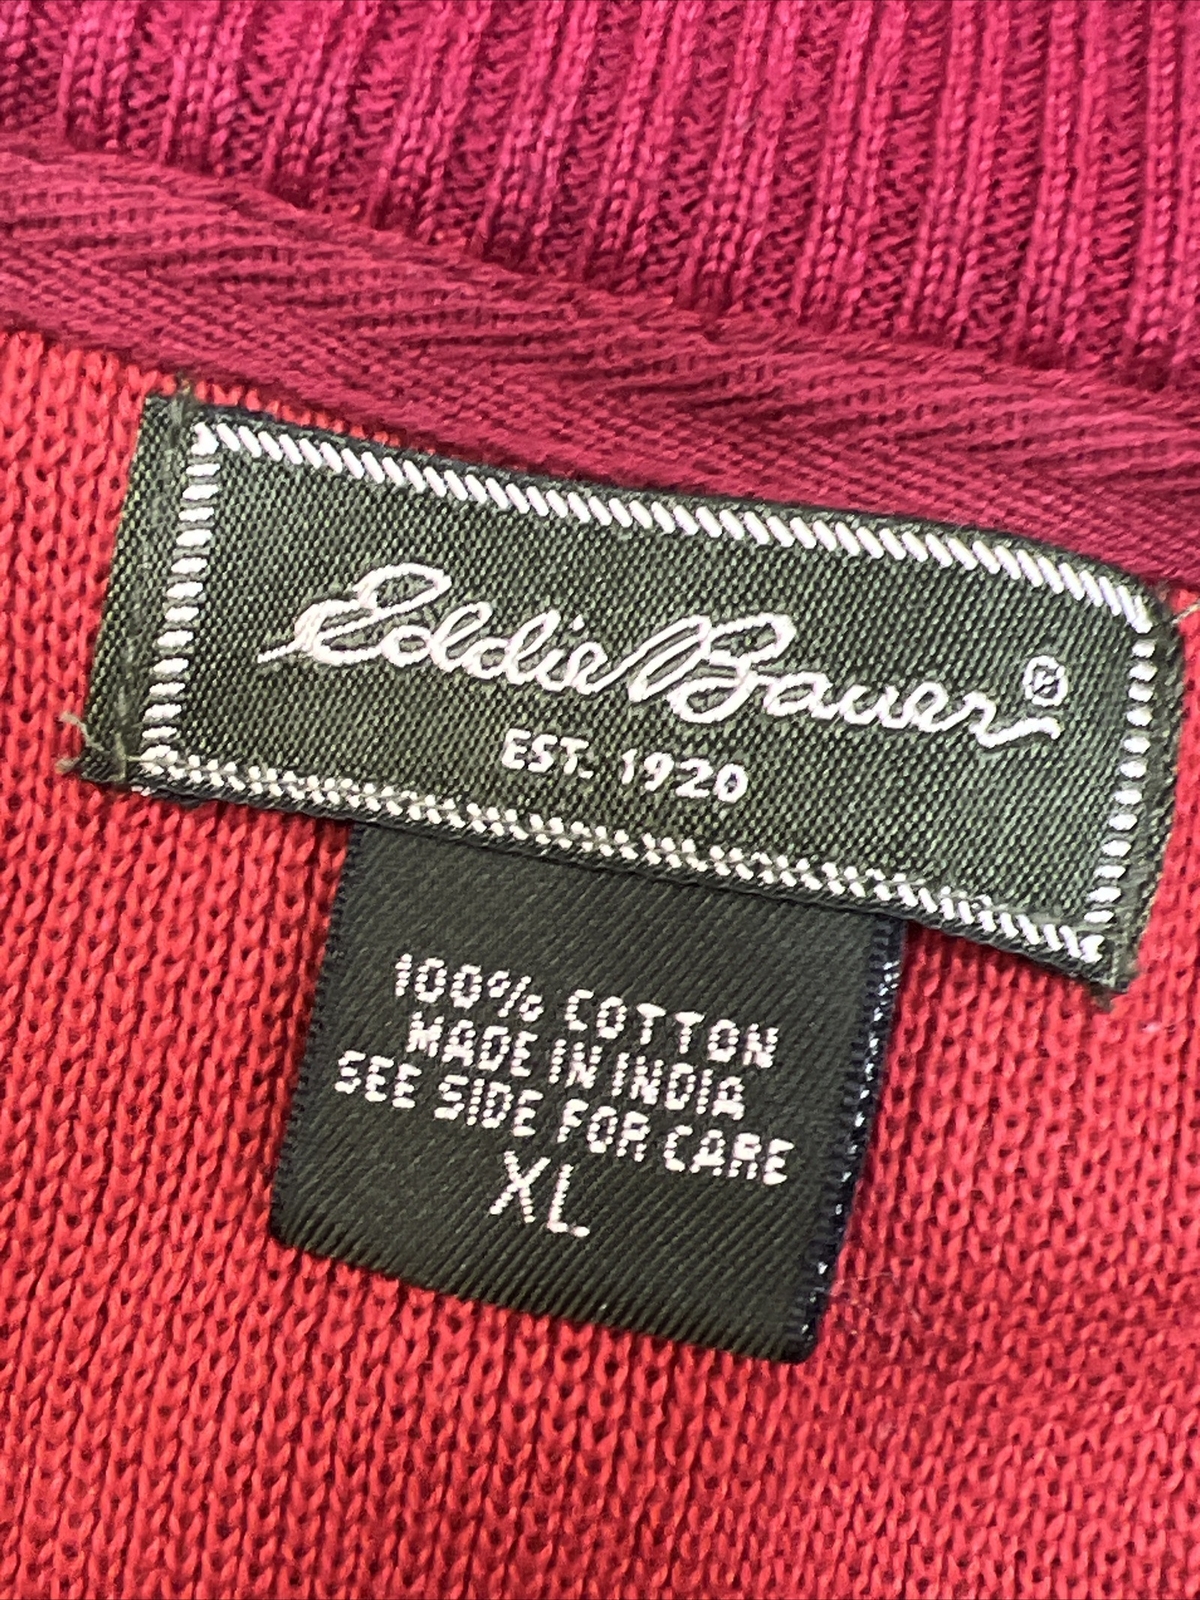 Eddie Bauer®
EST. 1920
100% COTTON
MADE IN INDIA
SEE SIDE FOR CARE
XL